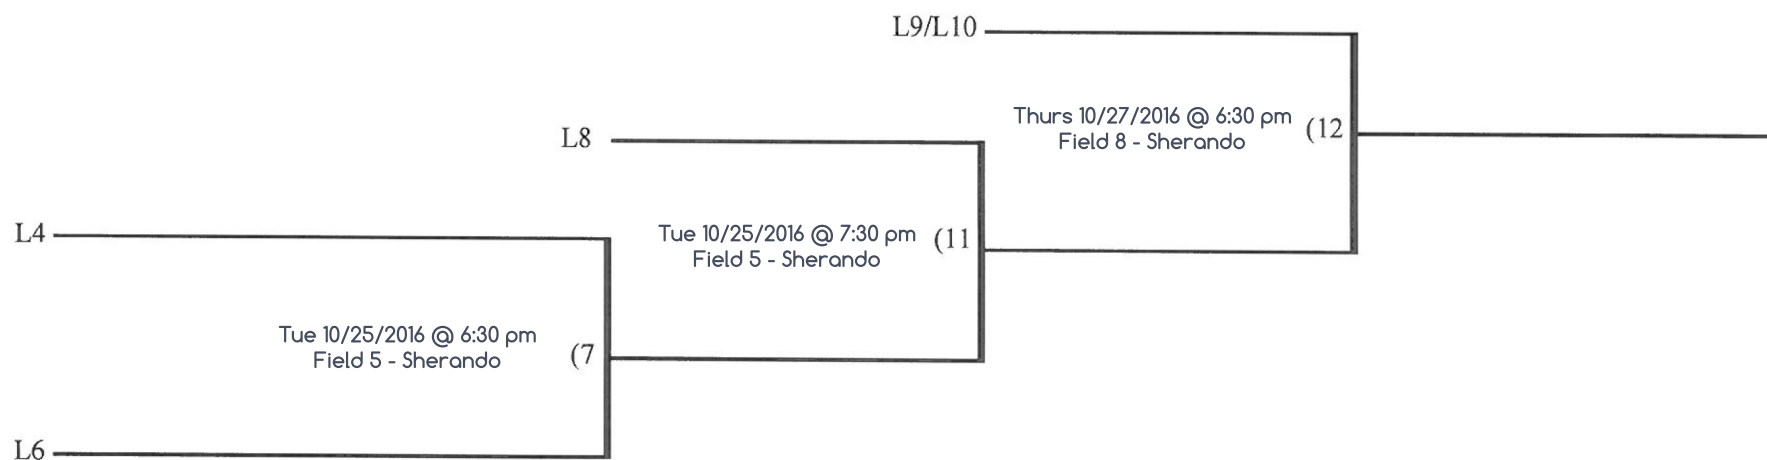 L9/L10
Thurs 10/27/2016 @ 6:30 pm
Field 8 - Sherando
(12
L8
Tue 10/25/2016 @ 7:30 pm
Field 5 - Sherando
(11
L4
Tue 10/25/2016 @ 6:30 pm
Field 5 - Sherando
(7
L6